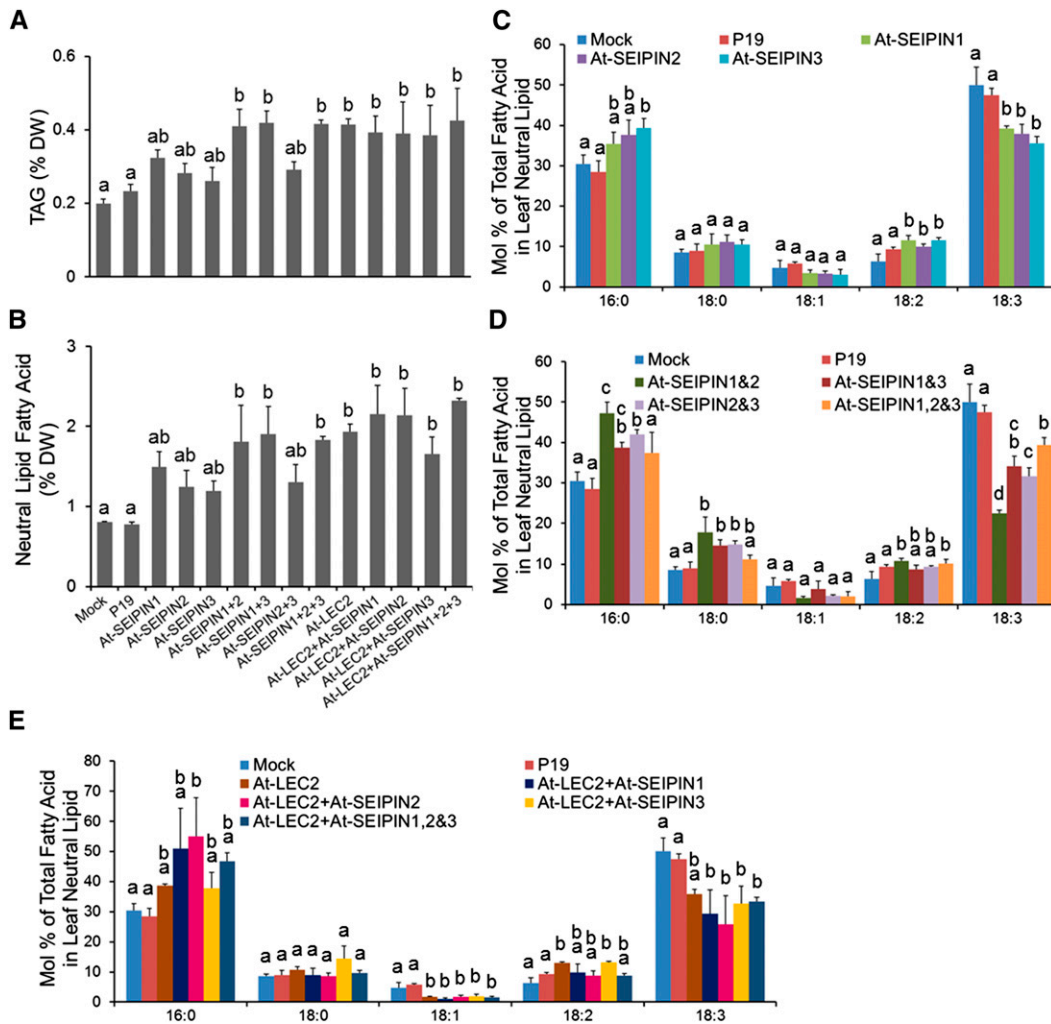 A
TAG (% DW)
0.6
0.4
0.2
0
a a ab ab ab b b ab b b b b b b
B
Neutral Lipid Fatty Acid
(% DW)
3
2
1
0
a a ab ab ab b b ab b b b b b b
Mock
P19
At-SEIPIN1
At-SEIPIN2
At-SEIPIN3
At-SEIPIN1+2
At-SEIPIN1+3
At-SEIPIN2+3
At-SEIPIN1+2+3
At-LEC2
At-LEC2+At-SEIPIN1
At-LEC2+At-SEIPIN2
At-LEC2+At-SEIPIN3
At-LEC2+At-SEIPIN1+2+3
C
Mol % of Total Fatty Acid
in Leaf Neutral Lipid
Mock P19 At-SEIPIN1
At-SEIPIN2 At-SEIPIN3
60
50
40
30
20
10
0
a a b a b a b
a a a a a
a a a a a
a a b b b
a a b b b
16:0 18:0 18:1 18:2 18:3
D
Mol % of Total Fatty Acid
in Leaf Neutral Lipid
Mock P19
At-SEIPIN1&2 At-SEIPIN1&3
At-SEIPIN2&3 At-SEIPIN1,2&3
60
50
40
30
20
10
0
a a c c b b a
a a b b b b a
a a a a a a
a a b b a b a b
a a d c b c b
16:0 18:0 18:1 18:2 18:3
E
Mol % of Total Fatty Acid
in Leaf Neutral Lipid
Mock P19
At-LEC2 At-LEC2+At-SEIPIN1
At-LEC2+At-SEIPIN2 At-LEC2+At-SEIPIN3
At-LEC2+At-SEIPIN1,2&3
80
70
60
50
40
30
20
10
0
a a b a b a b b a b a
a a a a a a a
a a b b b b b
a a b b a b b b a
a a b a b b b b
16:0 18:0 18:1 18:2 18:3